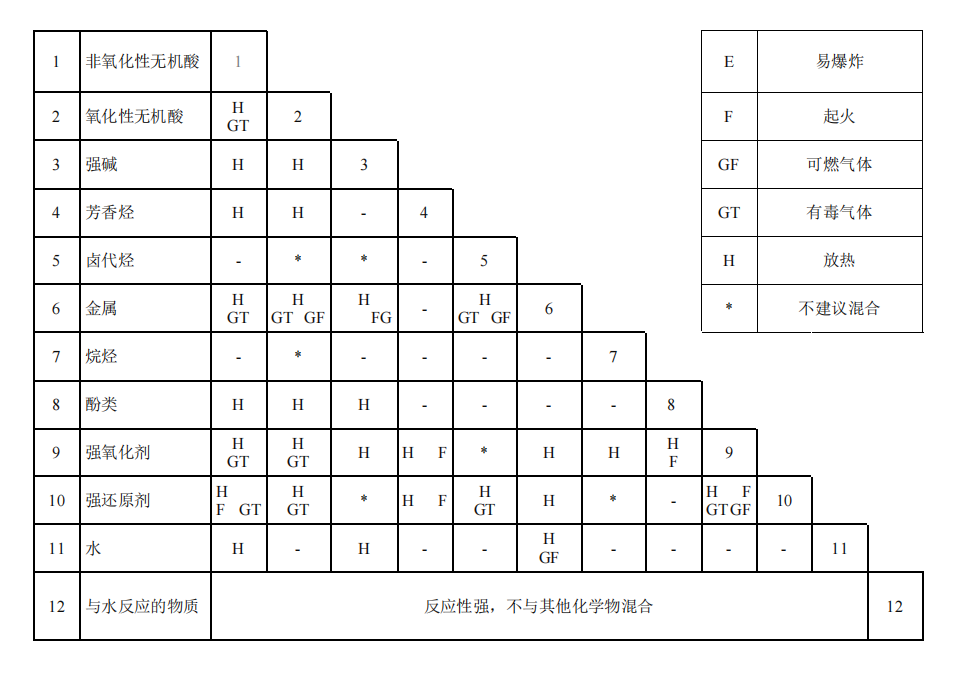 1 非氧化性无机酸 1 E 易爆炸
2 氧化性无机酸 H GT 2 F 起火
3 强碱 H H 3 GF 可燃气体
4 芳香烃 H H - 4 GT 有毒气体
5 卤代烃 - * * - 5 H 放热
6 金属 H GT H GT GF H FG - H GT GF 6 * 不建议混合
7 烷烃 - * - - - - 7
8 酚类 H H H - - - - 8
9 强氧化剂 H GT H GT H H F * H H H F 9
10 强还原剂 H F GT H GT * H F H GT H * - H F GT GF 10
11 水 H - H - - H GF - - - - 11
12 与水反应的物质 反应性强，不与其他化学物混合 12